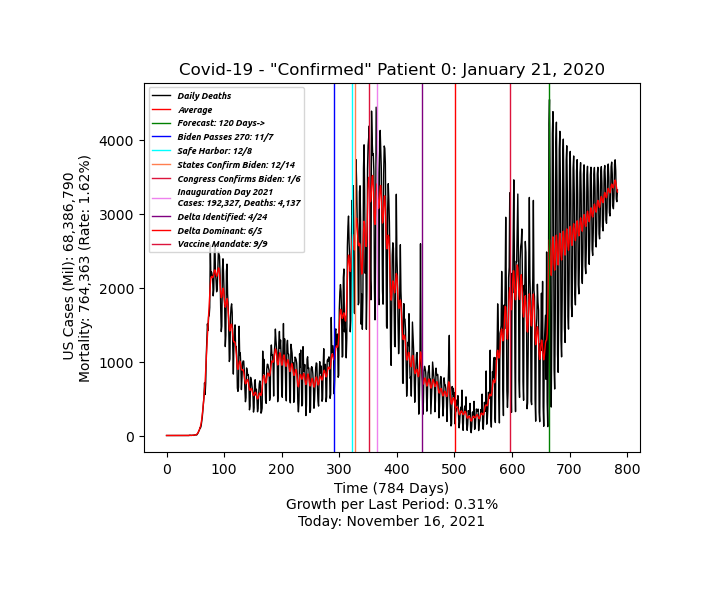 Covid-19 - "Confirmed" Patient 0: January 21, 2020
Daily Deaths
Average
Forecast: 120 Days->
Biden Passes 270: 11/7
Safe Harbor: 12/8
States Confirm Biden: 12/14
Congress Confirms Biden: 1/6
Inauguration Day 2021
Cases: 192,327, Deaths: 4,137
Delta Identified: 4/24
Delta Dominant: 6/5
Vaccine Mandate: 9/9
US Cases (Mil): 68,386,790
Mortality: 764,363 (Rate: 1.62%)
4000
3000
2000
1000
0
0 100 200 300 400 500 600 700 800
Time (784 Days)
Growth per Last Period: 0.31%
Today: November 16, 2021